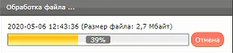 Обработка файла ...
2020-05-06 12:43:36 (Размер файла: 2,7 Мбайт)
39%
Отмена